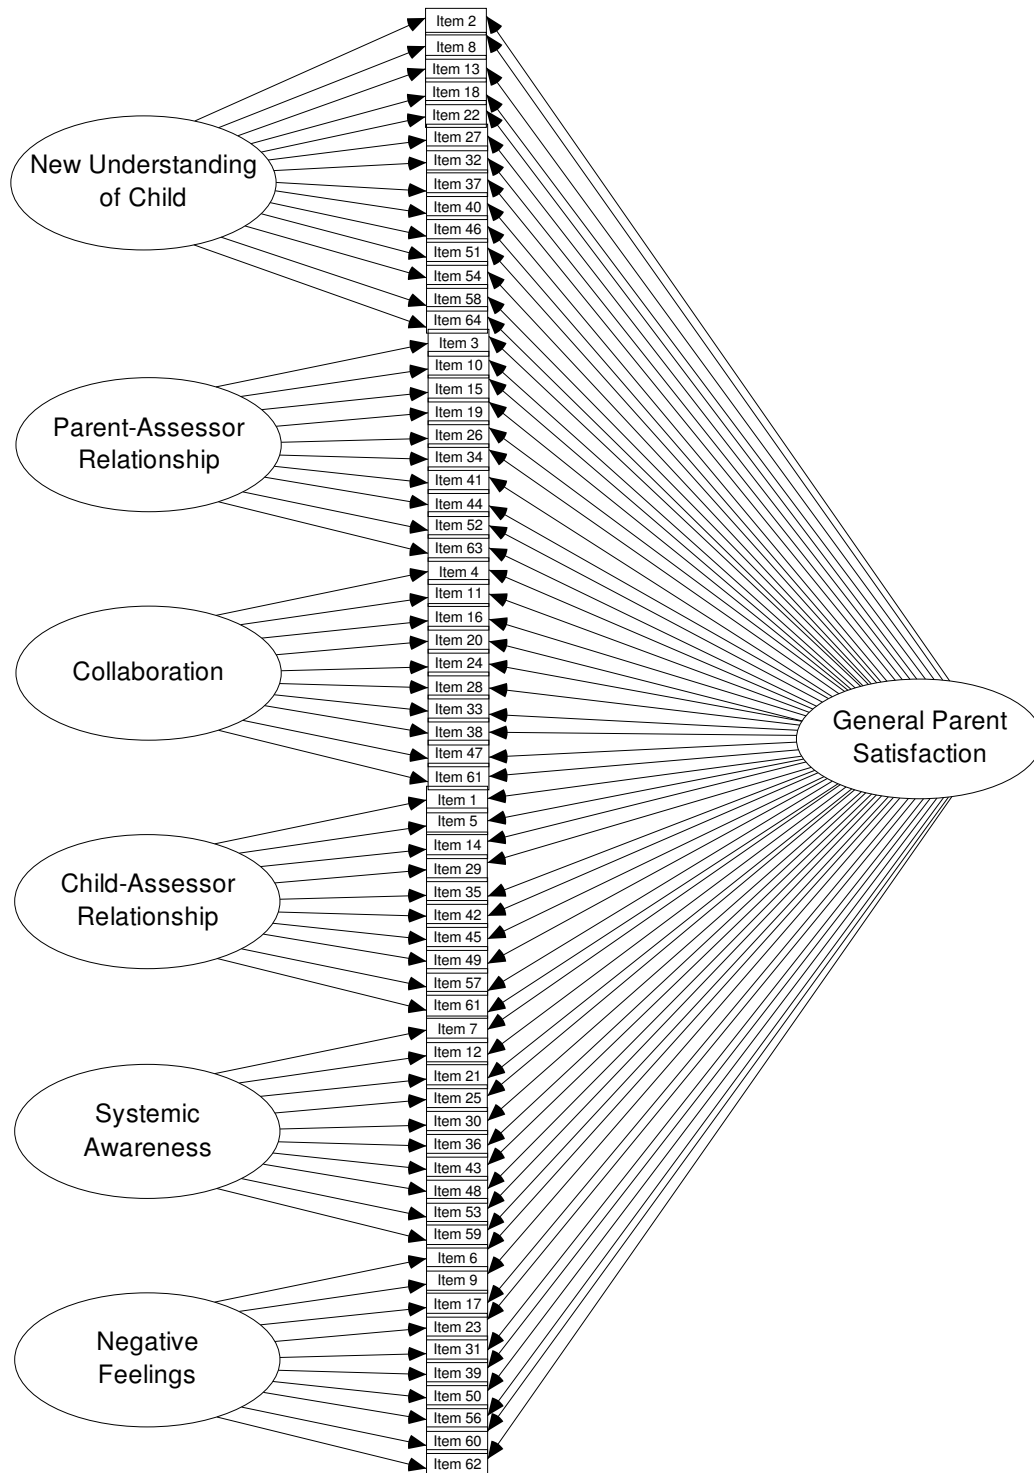 New Understanding
of Child
Parent-Assessor
Relationship
Collaboration
Child-Assessor
Relationship
Systemic
Awareness
Negative
Feelings
Item 2
Item 8
Item 13
Item 18
Item 22
Item 27
Item 32
Item 37
Item 40
Item 46
Item 51
Item 54
Item 58
Item 64
Item 3
Item 10
Item 15
Item 19
Item 26
Item 34
Item 41
Item 44
Item 52
Item 63
Item 4
Item 11
Item 16
Item 20
Item 24
Item 28
Item 33
Item 38
Item 47
Item 61
Item 1
Item 5
Item 14
Item 29
Item 35
Item 42
Item 45
Item 49
Item 57
Item 61
Item 7
Item 12
Item 21
Item 25
Item 30
Item 36
Item 43
Item 48
Item 53
Item 59
Item 6
Item 9
Item 17
Item 23
Item 31
Item 39
Item 50
Item 56
Item 60
Item 62
General Parent
Satisfaction